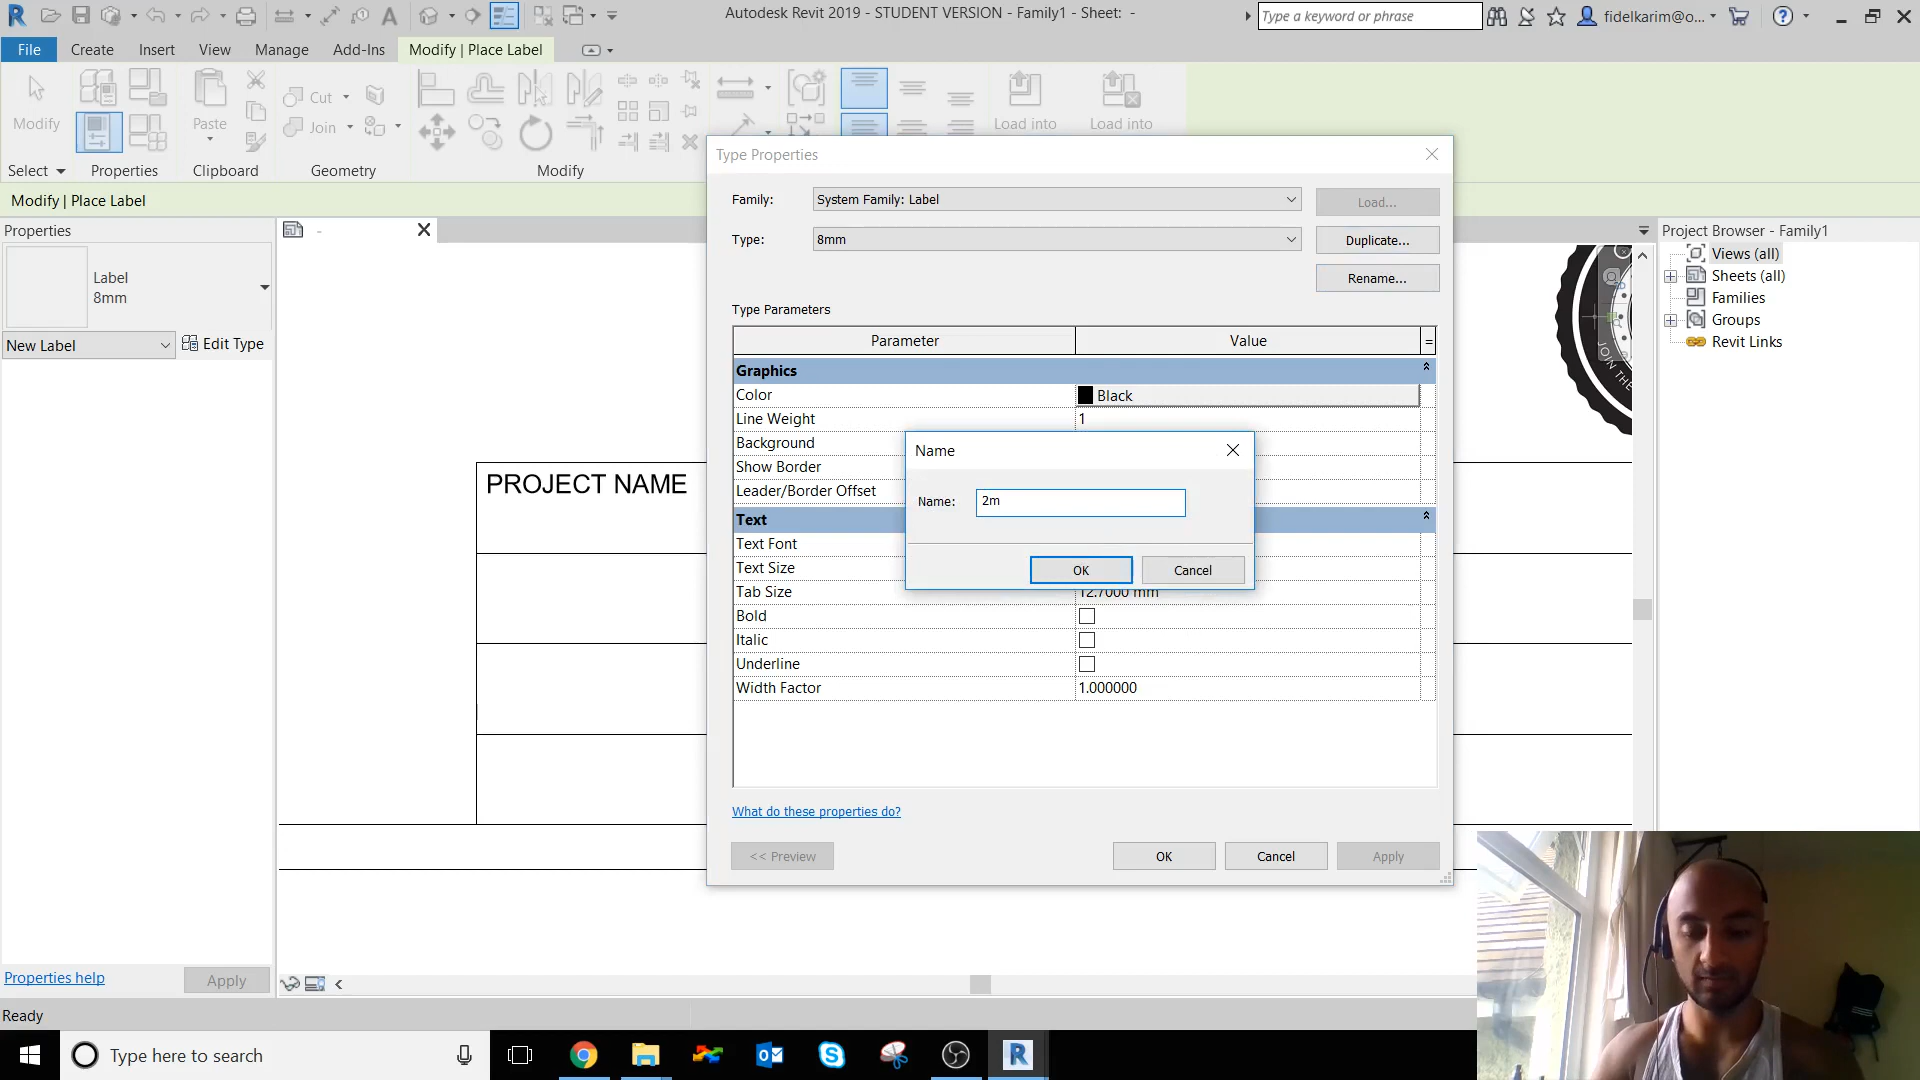 Autodesk Revit 2019 - STUDENT VERSION - Family1 - Sheet:  -
Type a keyword or phrase
fidelkarim@o...
File
Create
Insert
View
Manage
Add-Ins
Modify | Place Label
Modify
Paste
Cut
Join
Load into
Load into
Select
Properties
Clipboard
Geometry
Modify
Modify | Place Label
Properties
Label
8mm
New Label
Edit Type
Properties help
Apply
-
PROJECT NAME
JOIN THE
Type Properties
Family:
System Family: Label
Load...
Type:
8mm
Duplicate...
Rename...
Type Parameters
Parameter
Value
=
Graphics
Color
Black
Line Weight
1
Background
Show Border
Leader/Border Offset
Text
Text Font
Text Size
Tab Size
12.7000 mm
Bold
Italic
Underline
Width Factor
1.000000
What do these properties do?
<< Preview
OK
Cancel
Apply
Name
Name:
2m
OK
Cancel
Project Browser - Family1
Views (all)
Sheets (all)
Families
Groups
Revit Links
Ready
Type here to search